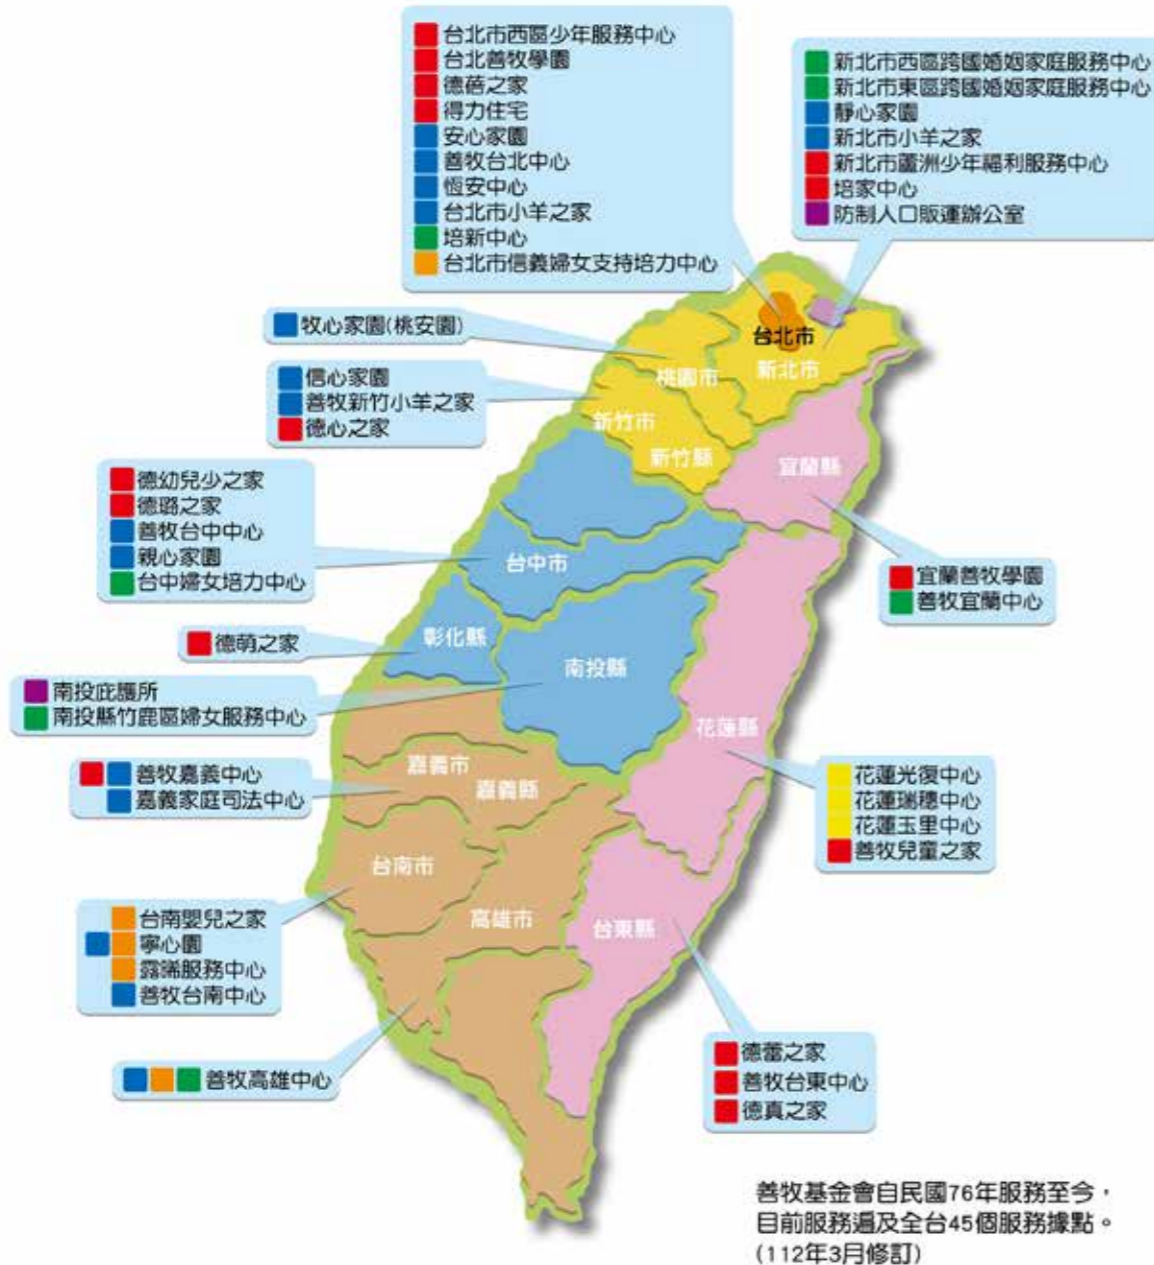 台北市西區少年服務中心
台北善牧學園
德蓓之家
得力住宅
安心家園
善牧台北中心
恆安中心
台北市小羊之家
培新中心
台北市信義婦女支持培力中心
新北市西區跨國婚姻家庭服務中心
新北市東區跨國婚姻家庭服務中心
靜心家園
新北市小羊之家
新北市蘆洲少年福利服務中心
培家中心
防制人口販運辦公室
牧心家園(桃安園)
信心家園
善牧新竹小羊之家
德心之家
台北市
新北市
桃園市
新竹市
新竹縣
宜蘭縣
德幼兒少之家
德璐之家
善牧台中中心
親心家園
台中婦女培力中心
台中市
宜蘭善牧學園
善牧宜蘭中心
德萌之家
彰化縣
南投縣
南投庇護所
南投縣竹鹿區婦女服務中心
花蓮縣
善牧嘉義中心
嘉義家庭司法中心
嘉義市
嘉義縣
花蓮光復中心
花蓮瑞穗中心
花蓮玉里中心
善牧兒童之家
台南市
高雄市
台東縣
台南嬰兒之家
寧心園
露晞服務中心
善牧台南中心
善牧高雄中心
德蕾之家
善牧台東中心
德真之家
善牧基金會自民國76年服務至今，
目前服務遍及全台45個服務據點。
(112年3月修訂)